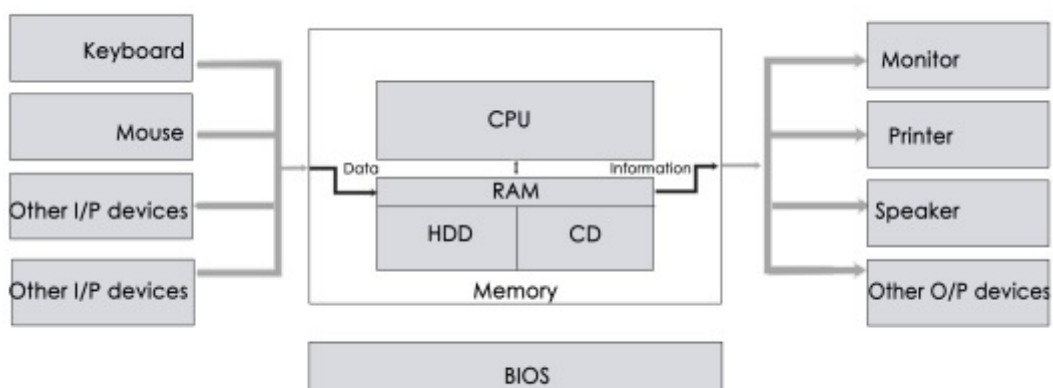 Keyboard
Mouse
Other I/P devices
Other I/P devices
CPU
Data
Information
RAM
HDD
CD
Memory
BIOS
Monitor
Printer
Speaker
Other O/P devices